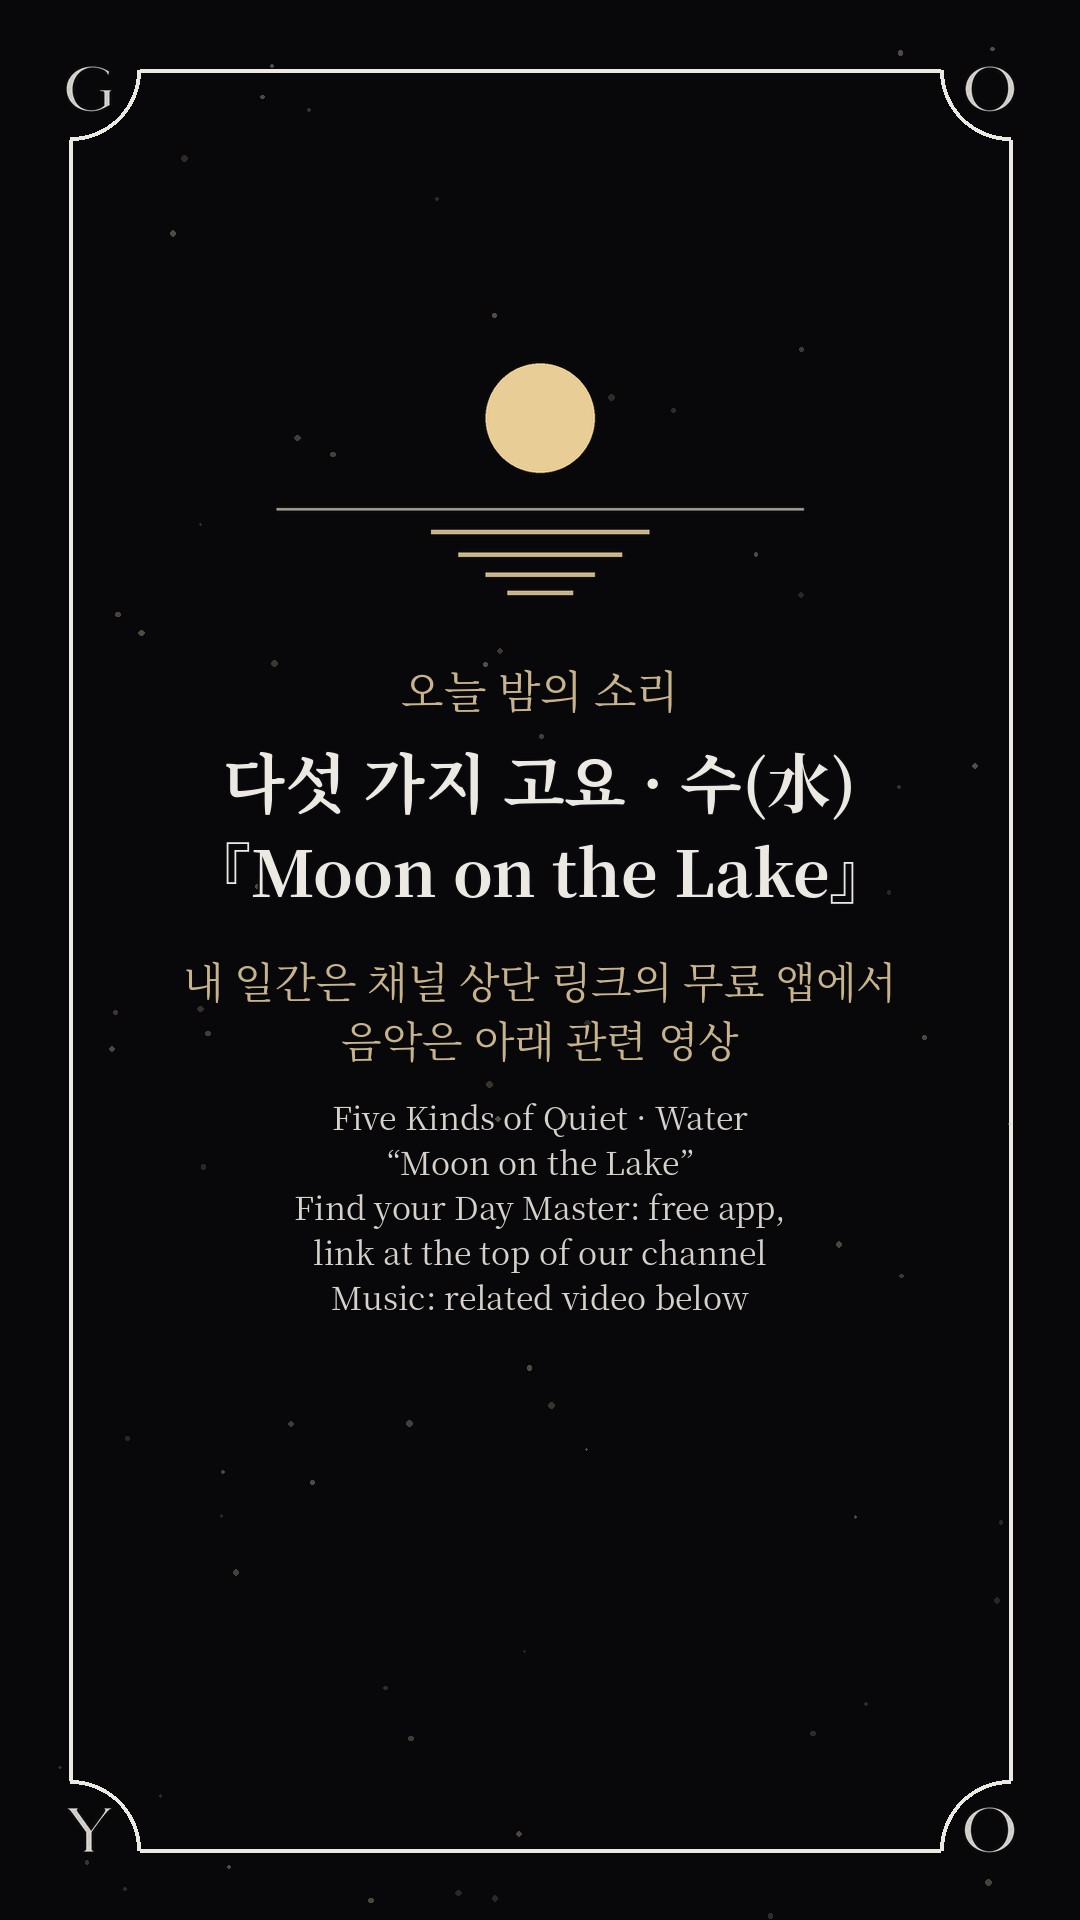 G O
오늘 밤의 소리
다섯 가지 고요 · 수(水)
『Moon on the Lake』
내 일간은 채널 상단 링크의 무료 앱에서
음악은 아래 관련 영상
Five Kinds of Quiet · Water
“Moon on the Lake”
Find your Day Master: free app,
link at the top of our channel
Music: related video below
Y O